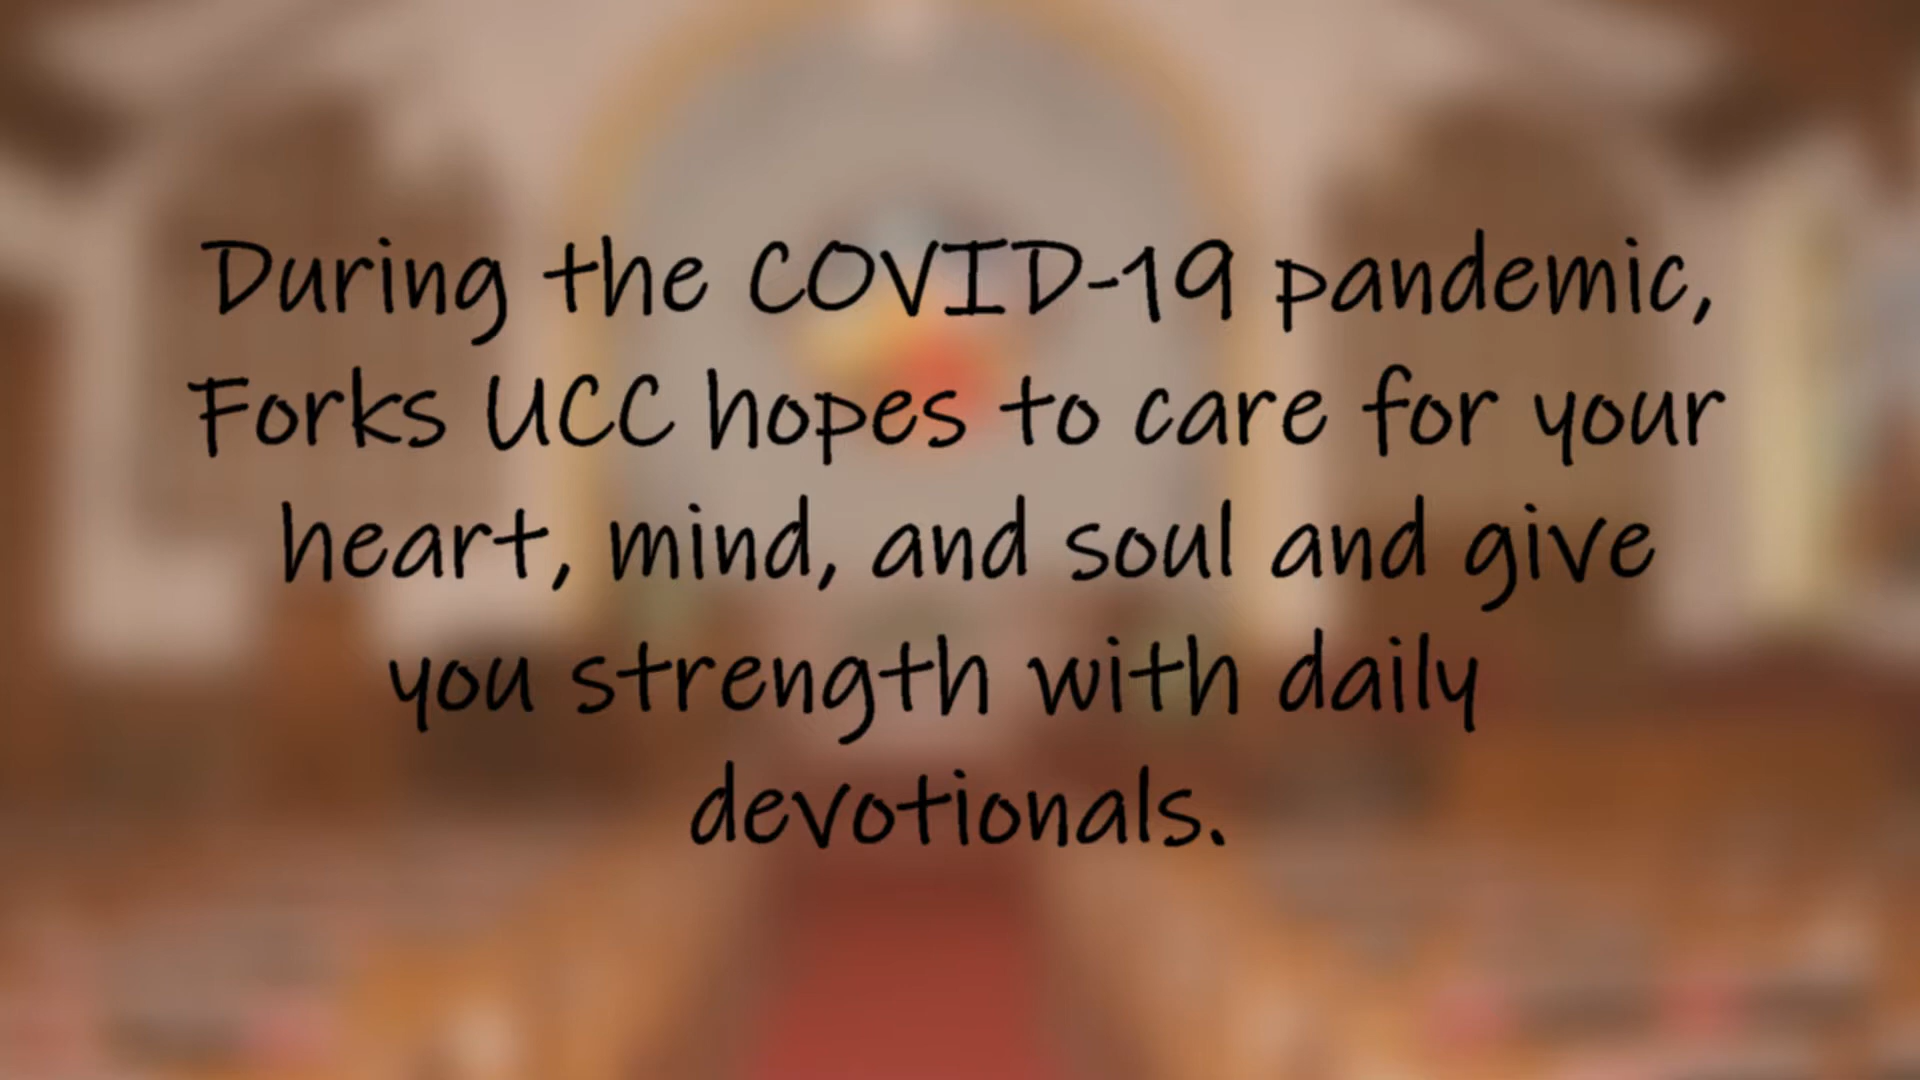 During the COVID-19 pandemic,
Forks UCC hopes to care for your
heart, mind, and soul and give
you strength with daily
devotionals.